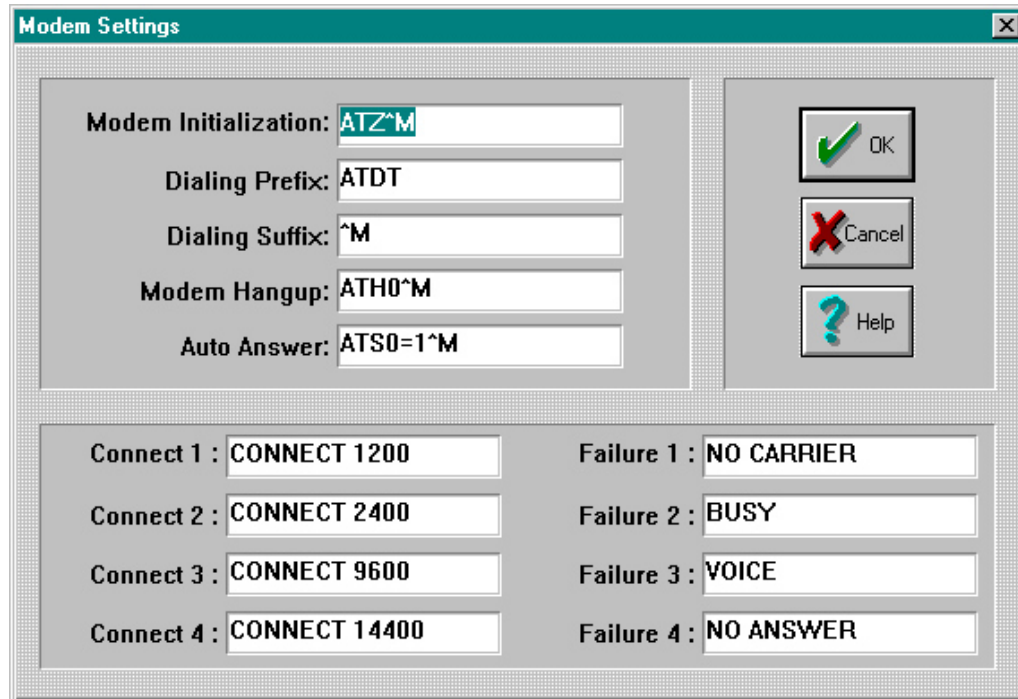 Modem Settings
Modem Initialization: ATZ^M
Dialing Prefix: ATDT
Dialing Suffix: ^M
Modem Hangup: ATH0^M
Auto Answer: ATS0=1^M
OK
Cancel
Help
Connect 1 : CONNECT 1200
Failure 1 : NO CARRIER
Connect 2 : CONNECT 2400
Failure 2 : BUSY
Connect 3 : CONNECT 9600
Failure 3 : VOICE
Connect 4 : CONNECT 14400
Failure 4 : NO ANSWER